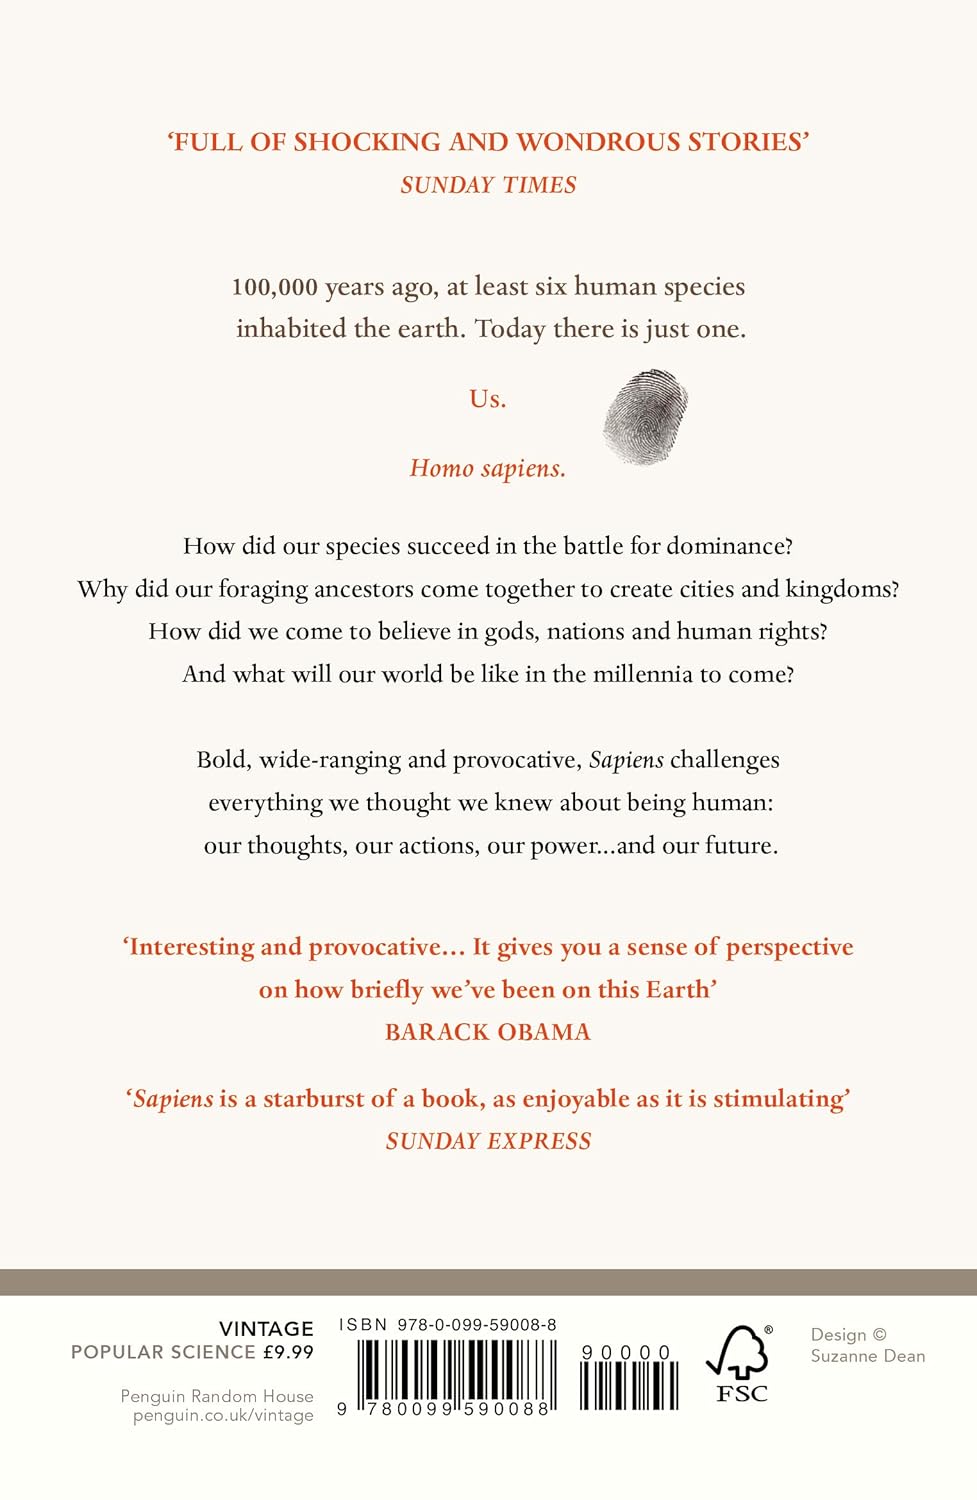 ‘FULL OF SHOCKING AND WONDROUS STORIES’
SUNDAY TIMES
100,000 years ago, at least six human species
inhabited the earth. Today there is just one.
Us.
Homo sapiens.
How did our species succeed in the battle for dominance?
Why did our foraging ancestors come together to create cities and kingdoms?
How did we come to believe in gods, nations and human rights?
And what will our world be like in the millennia to come?
Bold, wide-ranging and provocative, Sapiens challenges
everything we thought we knew about being human:
our thoughts, our actions, our power...and our future.
‘Interesting and provocative… It gives you a sense of perspective
on how briefly we’ve been on this Earth’
BARACK OBAMA
‘Sapiens is a starburst of a book, as enjoyable as it is stimulating’
SUNDAY EXPRESS
VINTAGE
POPULAR SCIENCE £9.99
Penguin Random House
penguin.co.uk/vintage
ISBN 978-0-099-59008-8
9 780099 590088
90000
®
FSC
Design ©
Suzanne Dean